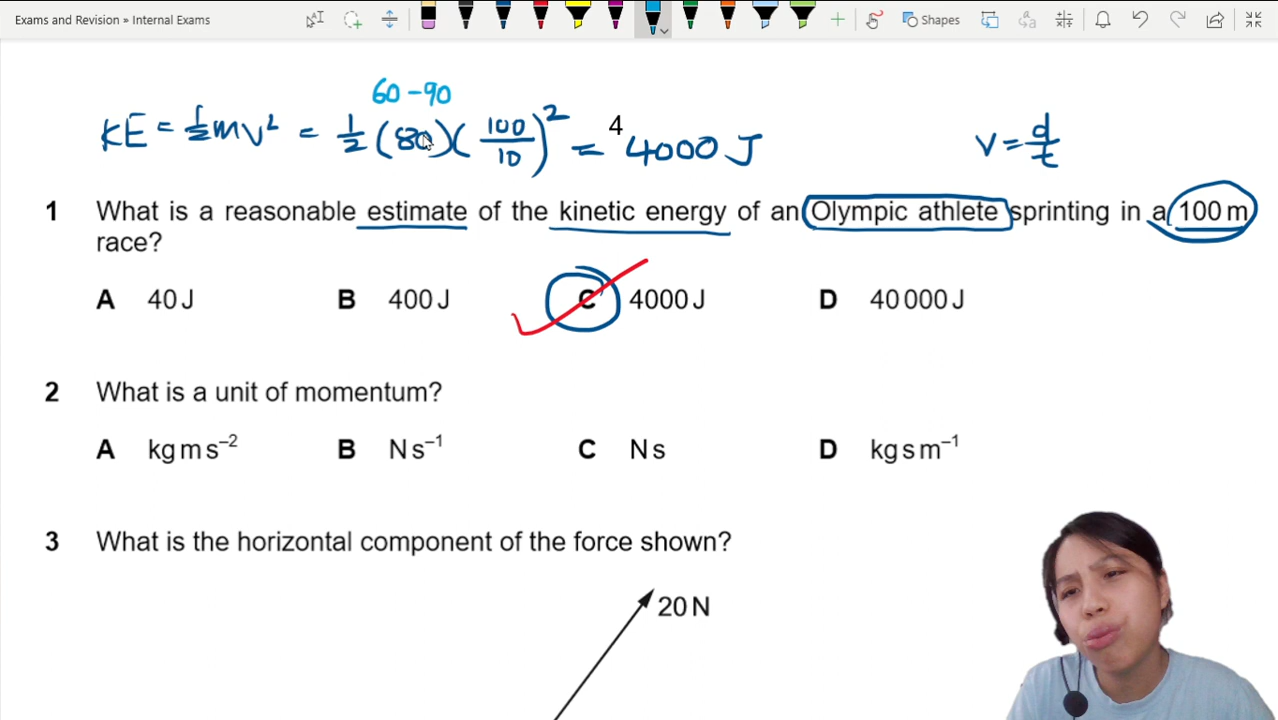 Exams and Revision » Internal Exams
Shapes
60 - 90
KE = ½mv² = ½ (80) (100/10)² = 4000 J
4
v = d/t
1 What is a reasonable estimate of the kinetic energy of an Olympic athlete sprinting in a 100 m
race?
A 40 J B 400 J C 4000 J D 40 000 J
2 What is a unit of momentum?
A kg m s⁻² B N s⁻¹ C N s D kg s m⁻¹
3 What is the horizontal component of the force shown?
20 N